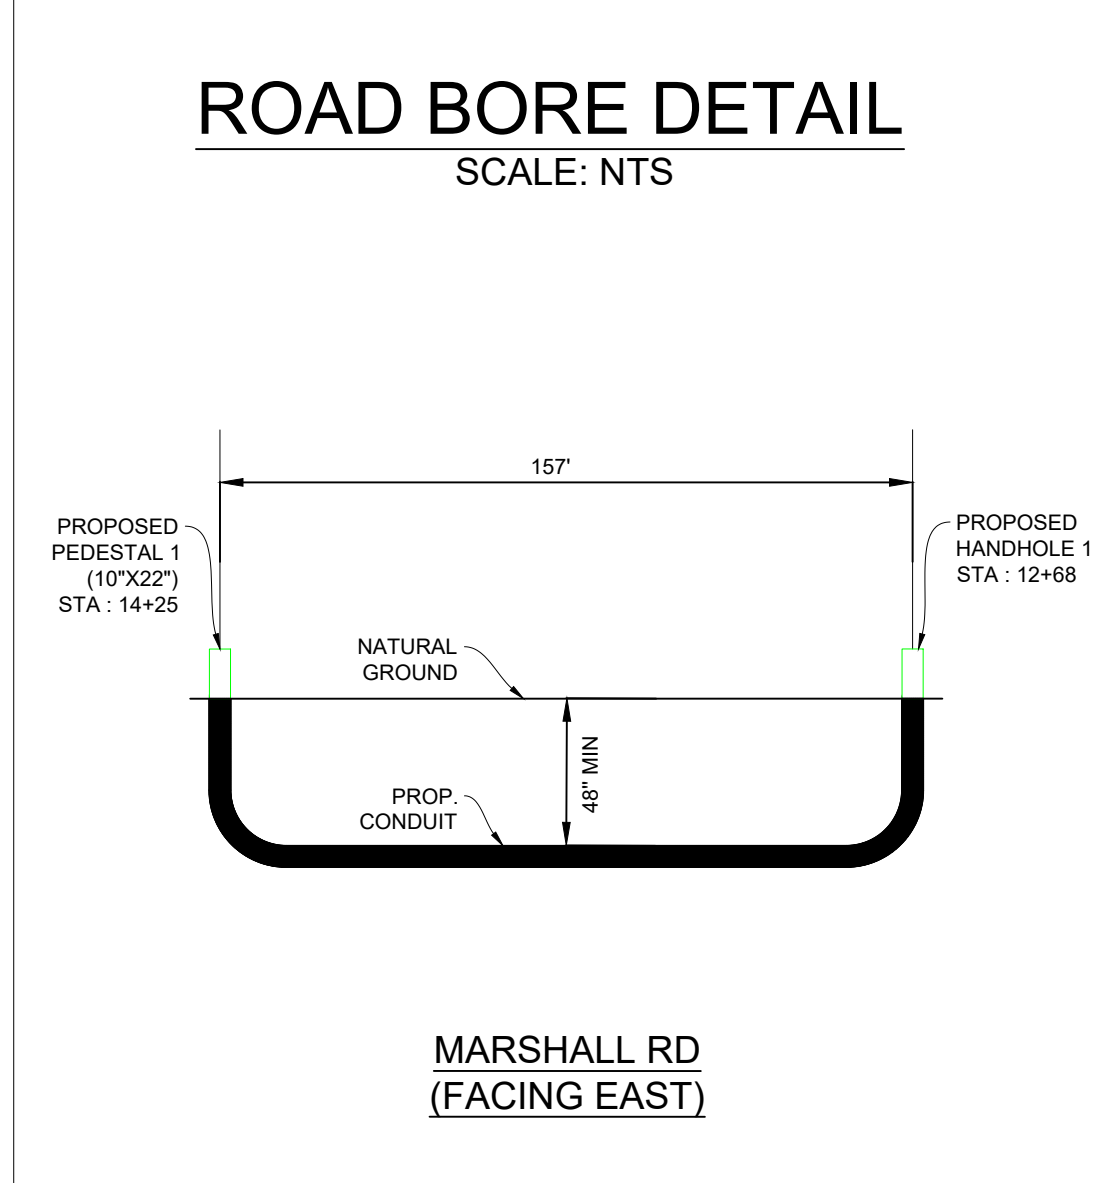 ROAD BORE DETAIL
SCALE: NTS
157'
PROPOSED
PEDESTAL 1
(10"X22")
STA : 14+25
PROPOSED
HANDHOLE 1
STA : 12+68
NATURAL
GROUND
48" MIN
PROP.
CONDUIT
MARSHALL RD
(FACING EAST)